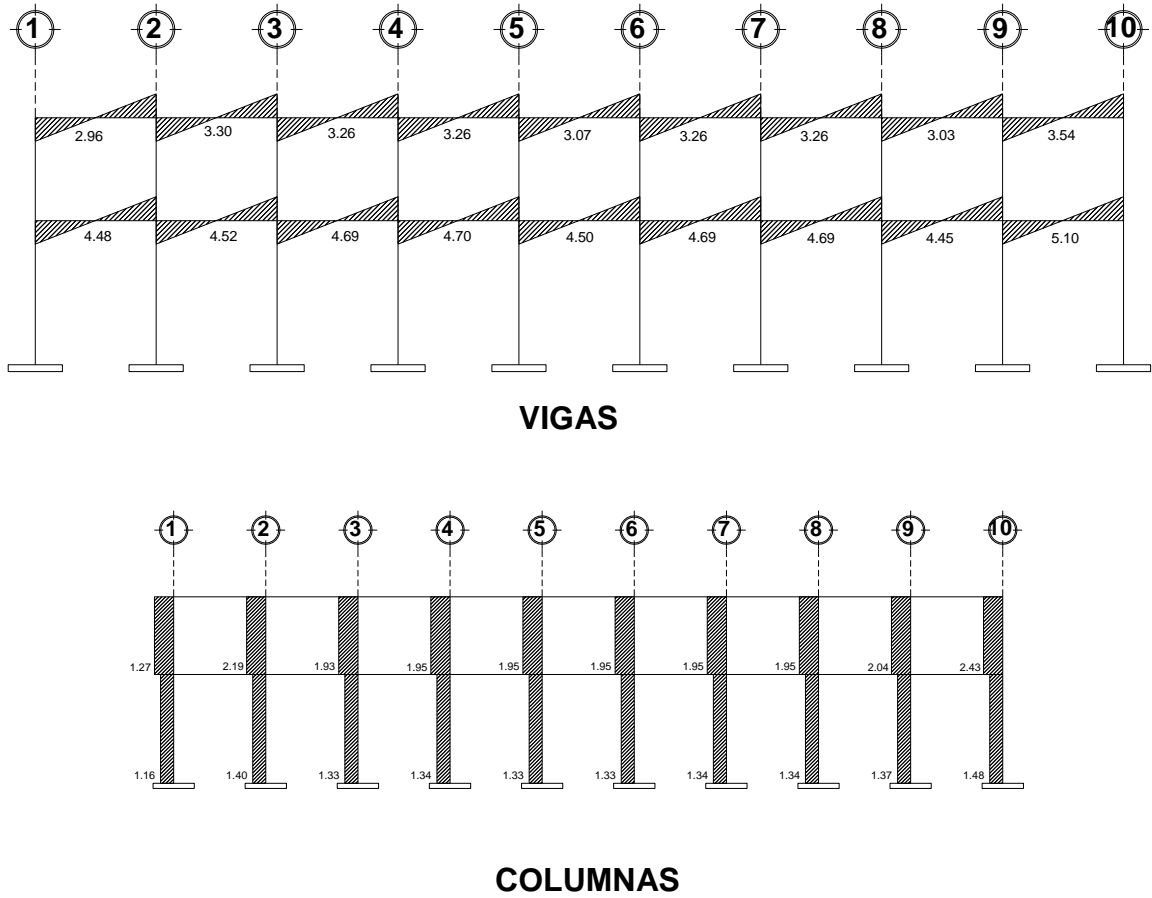 1 2 3 4 5 6 7 8 9 10
2.96 3.30 3.26 3.26 3.07 3.26 3.26 3.03 3.54
4.48 4.52 4.69 4.70 4.50 4.69 4.69 4.45 5.10
VIGAS
1 2 3 4 5 6 7 8 9 10
1.27 2.19 1.93 1.95 1.95 1.95 1.95 1.95 2.04 2.43
1.16 1.40 1.33 1.34 1.33 1.33 1.34 1.34 1.37 1.48
COLUMNAS